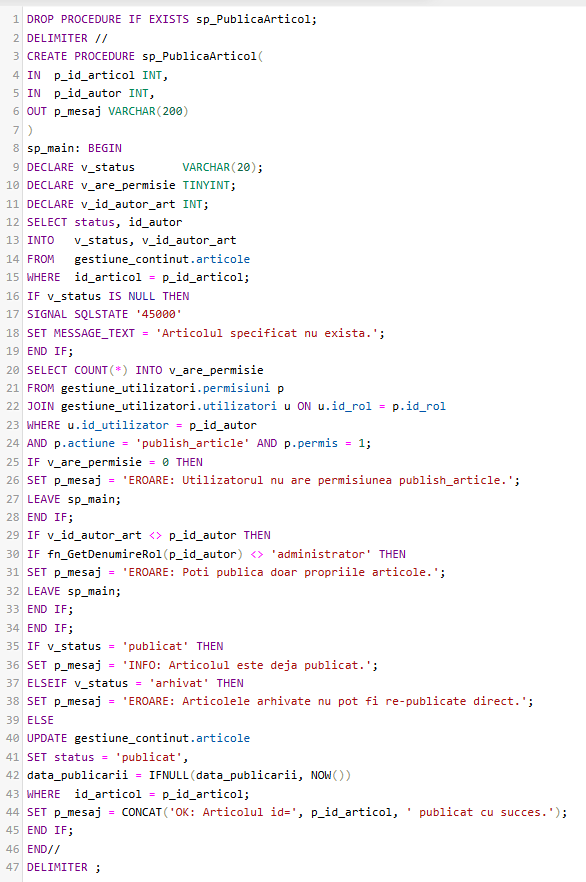 1 DROP PROCEDURE IF EXISTS sp_PublicaArticol;
2 DELIMITER //
3 CREATE PROCEDURE sp_PublicaArticol(
4 IN  p_id_articol INT,
5 IN  p_id_autor INT,
6 OUT p_mesaj VARCHAR(200)
7 )
8 sp_main: BEGIN
9 DECLARE v_status       VARCHAR(20);
10 DECLARE v_are_permisie TINYINT;
11 DECLARE v_id_autor_art INT;
12 SELECT status, id_autor
13 INTO   v_status, v_id_autor_art
14 FROM   gestiune_continut.articole
15 WHERE  id_articol = p_id_articol;
16 IF v_status IS NULL THEN
17 SIGNAL SQLSTATE '45000'
18 SET MESSAGE_TEXT = 'Articolul specificat nu exista.';
19 END IF;
20 SELECT COUNT(*) INTO v_are_permisie
21 FROM gestiune_utilizatori.permisiuni p
22 JOIN gestiune_utilizatori.utilizatori u ON u.id_rol = p.id_rol
23 WHERE u.id_utilizator = p_id_autor
24 AND p.actiune = 'publish_article' AND p.permis = 1;
25 IF v_are_permisie = 0 THEN
26 SET p_mesaj = 'EROARE: Utilizatorul nu are permisiunea publish_article.';
27 LEAVE sp_main;
28 END IF;
29 IF v_id_autor_art <> p_id_autor THEN
30 IF fn_GetDenumireRol(p_id_autor) <> 'administrator' THEN
31 SET p_mesaj = 'EROARE: Poti publica doar propriile articole.';
32 LEAVE sp_main;
33 END IF;
34 END IF;
35 IF v_status = 'publicat' THEN
36 SET p_mesaj = 'INFO: Articolul este deja publicat.';
37 ELSEIF v_status = 'arhivat' THEN
38 SET p_mesaj = 'EROARE: Articolele arhivate nu pot fi re-publicate direct.';
39 ELSE
40 UPDATE gestiune_continut.articole
41 SET status = 'publicat',
42 data_publicarii = IFNULL(data_publicarii, NOW())
43 WHERE  id_articol = p_id_articol;
44 SET p_mesaj = CONCAT('OK: Articolul id=', p_id_articol, ' publicat cu succes.');
45 END IF;
46 END//
47 DELIMITER ;